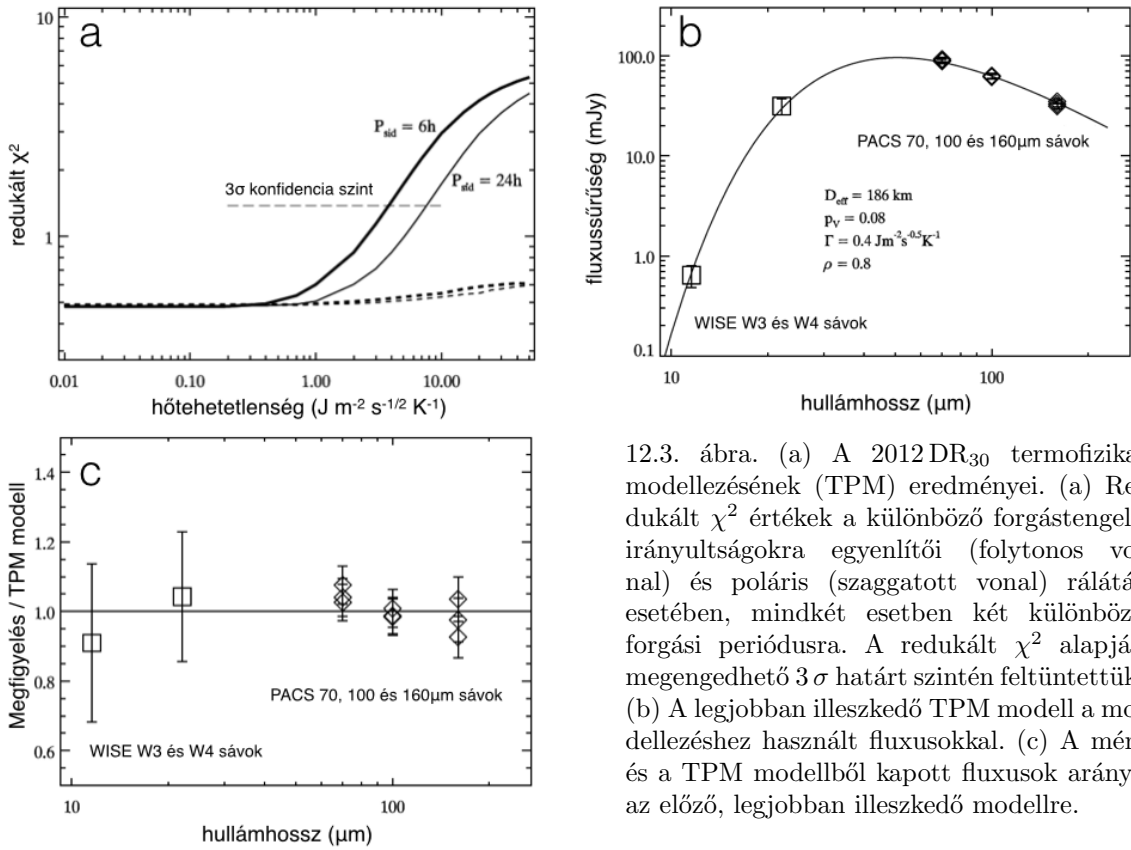 a
10
1
redukált χ²
P_sid = 6h
P_sid = 24h
3σ konfidencia szint
0.01 0.10 1.00 10.00
hőtehetetlenség (J m⁻² s⁻¹/² K⁻¹)
b
100.0
10.0
1.0
0.1
fluxussűrűség (mJy)
PACS 70, 100 és 160μm sávok
D_eff = 186 km
p_V = 0.08
Γ = 0.4 Jm⁻²s⁻⁰·⁵K⁻¹
ρ = 0.8
WISE W3 és W4 sávok
10 100
hullámhossz (μm)
C
1.4
1.2
1.0
0.8
0.6
Megfigyelés / TPM modell
PACS 70, 100 és 160μm sávok
WISE W3 és W4 sávok
10 100
hullámhossz (μm)
12.3. ábra. (a) A 2012 DR₃₀ termofizika
modellezésének (TPM) eredményei. (a) Re
dukált χ² értékek a különböző forgástengel
irányultságokra egyenlítői (folytonos vo
nal) és poláris (szaggatott vonal) rálátá
esetében, mindkét esetben két különböz
forgási periódusra. A redukált χ² alapjá
megengedhető 3 σ határt szintén feltüntettük
(b) A legjobban illeszkedő TPM modell a mo
dellezéshez használt fluxusokkal. (c) A mér
és a TPM modellből kapott fluxusok arány
az előző, legjobban illeszkedő modellre.